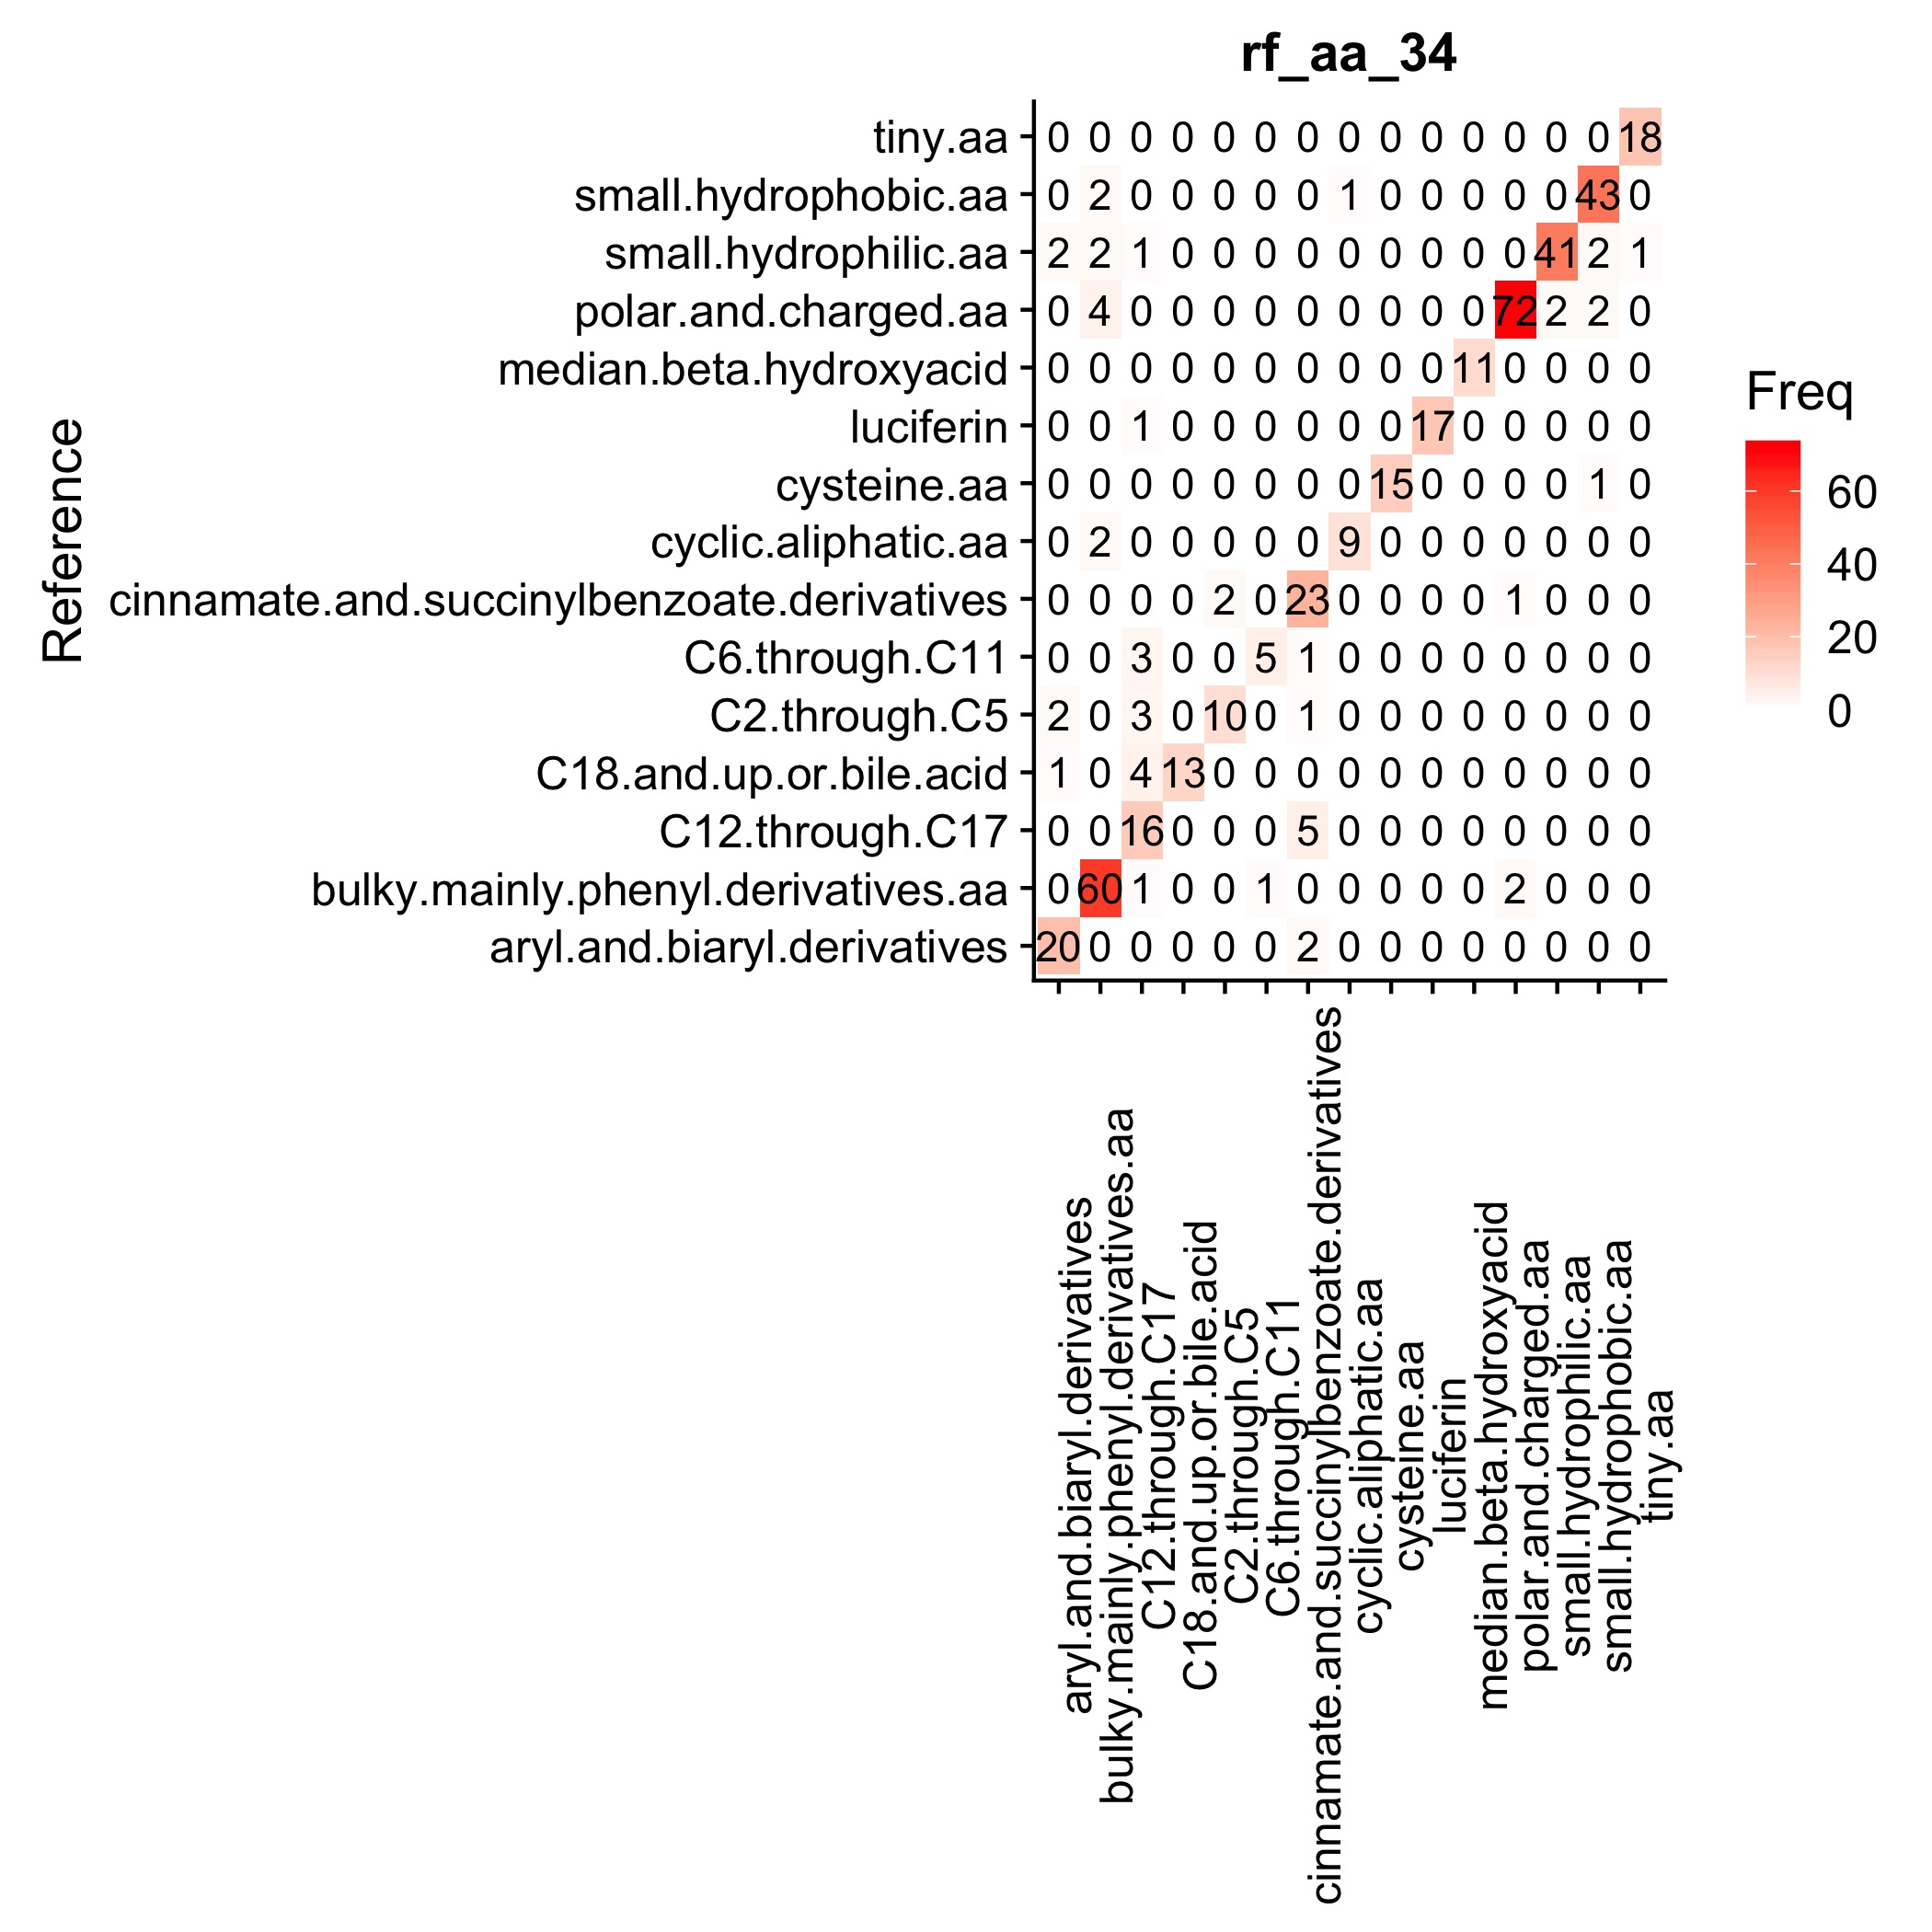 rf_aa_34
Reference
tiny.aa 0 0 0 0 0 0 0 0 0 0 0 0 0 0 18
small.hydrophobic.aa 0 2 0 0 0 0 0 1 0 0 0 0 0 43 0
small.hydrophilic.aa 2 2 1 0 0 0 0 0 0 0 0 0 41 2 1
polar.and.charged.aa 0 4 0 0 0 0 0 0 0 0 0 72 2 2 0
median.beta.hydroxyacid 0 0 0 0 0 0 0 0 0 0 11 0 0 0 0
luciferin 0 0 1 0 0 0 0 0 0 17 0 0 0 0 0
cysteine.aa 0 0 0 0 0 0 0 0 15 0 0 0 0 1 0
cyclic.aliphatic.aa 0 2 0 0 0 0 0 9 0 0 0 0 0 0 0
cinnamate.and.succinylbenzoate.derivatives 0 0 0 0 2 0 23 0 0 0 0 1 0 0 0
C6.through.C11 0 0 3 0 0 5 1 0 0 0 0 0 0 0 0
C2.through.C5 2 0 3 0 10 0 1 0 0 0 0 0 0 0 0
C18.and.up.or.bile.acid 1 0 4 13 0 0 0 0 0 0 0 0 0 0 0
C12.through.C17 0 0 16 0 0 0 5 0 0 0 0 0 0 0 0
bulky.mainly.phenyl.derivatives.aa 0 60 1 0 0 1 0 0 0 0 0 2 0 0 0
aryl.and.biaryl.derivatives 20 0 0 0 0 0 2 0 0 0 0 0 0 0 0
aryl.and.biaryl.derivatives
bulky.mainly.phenyl.derivatives.aa
C12.through.C17
C18.and.up.or.bile.acid
C2.through.C5
C6.through.C11
cinnamate.and.succinylbenzoate.derivatives
cyclic.aliphatic.aa
cysteine.aa
luciferin
median.beta.hydroxyacid
polar.and.charged.aa
small.hydrophilic.aa
small.hydrophobic.aa
tiny.aa
Freq
60
40
20
0